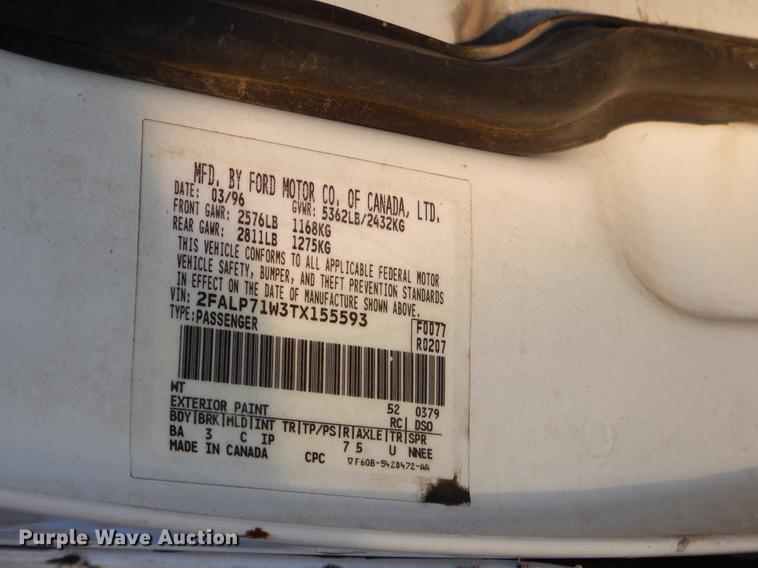 MFD. BY FORD MOTOR CO. OF CANADA, LTD.
DATE: 03/96 GVWR: 5362LB/2432KG
FRONT GAWR: 2576LB 1168KG
REAR GAWR: 2811LB 1275KG
THIS VEHICLE CONFORMS TO ALL APPLICABLE FEDERAL MOTOR
VEHICLE SAFETY, BUMPER, AND THEFT PREVENTION STANDARDS
IN EFFECT ON THE DATE OF MANUFACTURE SHOWN ABOVE.
VIN: 2FALP71W3TX155593
TYPE: PASSENGER
F0077
R0207
WT
EXTERIOR PAINT 52 0379
RC DSO
BDY|BRK|MLD|INT TR|TP/PS|R|AXLE|TR|SPR
BA 3 C IP 7 5 U NNEE
MADE IN CANADA CPC ▽F60B-5420472-AA
Purple Wave Auction